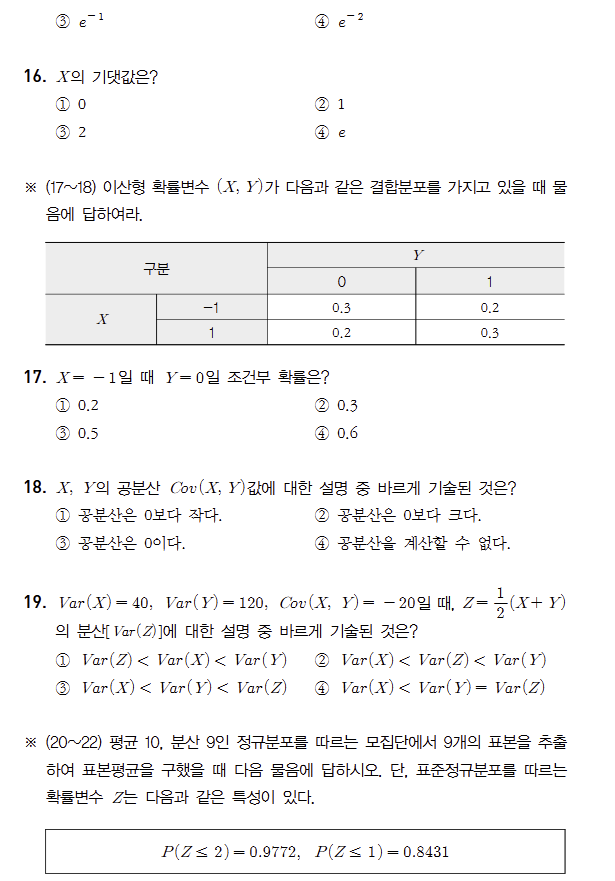 ③ e⁻¹ ④ e⁻²
16. X의 기댓값은?
① 0 ② 1
③ 2 ④ e
※ (17~18) 이산형 확률변수 (X, Y)가 다음과 같은 결합분포를 가지고 있을 때 물
음에 답하여라.
구분 Y
0 1
X −1 0.3 0.2
1 0.2 0.3
17. X = −1일 때 Y = 0일 조건부 확률은?
① 0.2 ② 0.3
③ 0.5 ④ 0.6
18. X, Y의 공분산 Cov(X, Y)값에 대한 설명 중 바르게 기술된 것은?
① 공분산은 0보다 작다. ② 공분산은 0보다 크다.
③ 공분산은 0이다. ④ 공분산을 계산할 수 없다.
19. Var(X) = 40, Var(Y) = 120, Cov(X, Y) = −20일 때, Z = 1/2(X + Y)
의 분산[Var(Z)]에 대한 설명 중 바르게 기술된 것은?
① Var(Z) < Var(X) < Var(Y) ② Var(X) < Var(Z) < Var(Y)
③ Var(X) < Var(Y) < Var(Z) ④ Var(X) < Var(Y) = Var(Z)
※ (20~22) 평균 10, 분산 9인 정규분포를 따르는 모집단에서 9개의 표본을 추출
하여 표본평균을 구했을 때 다음 물음에 답하시오. 단, 표준정규분포를 따르는
확률변수 Z는 다음과 같은 특성이 있다.
P(Z ≤ 2) = 0.9772, P(Z ≤ 1) = 0.8431